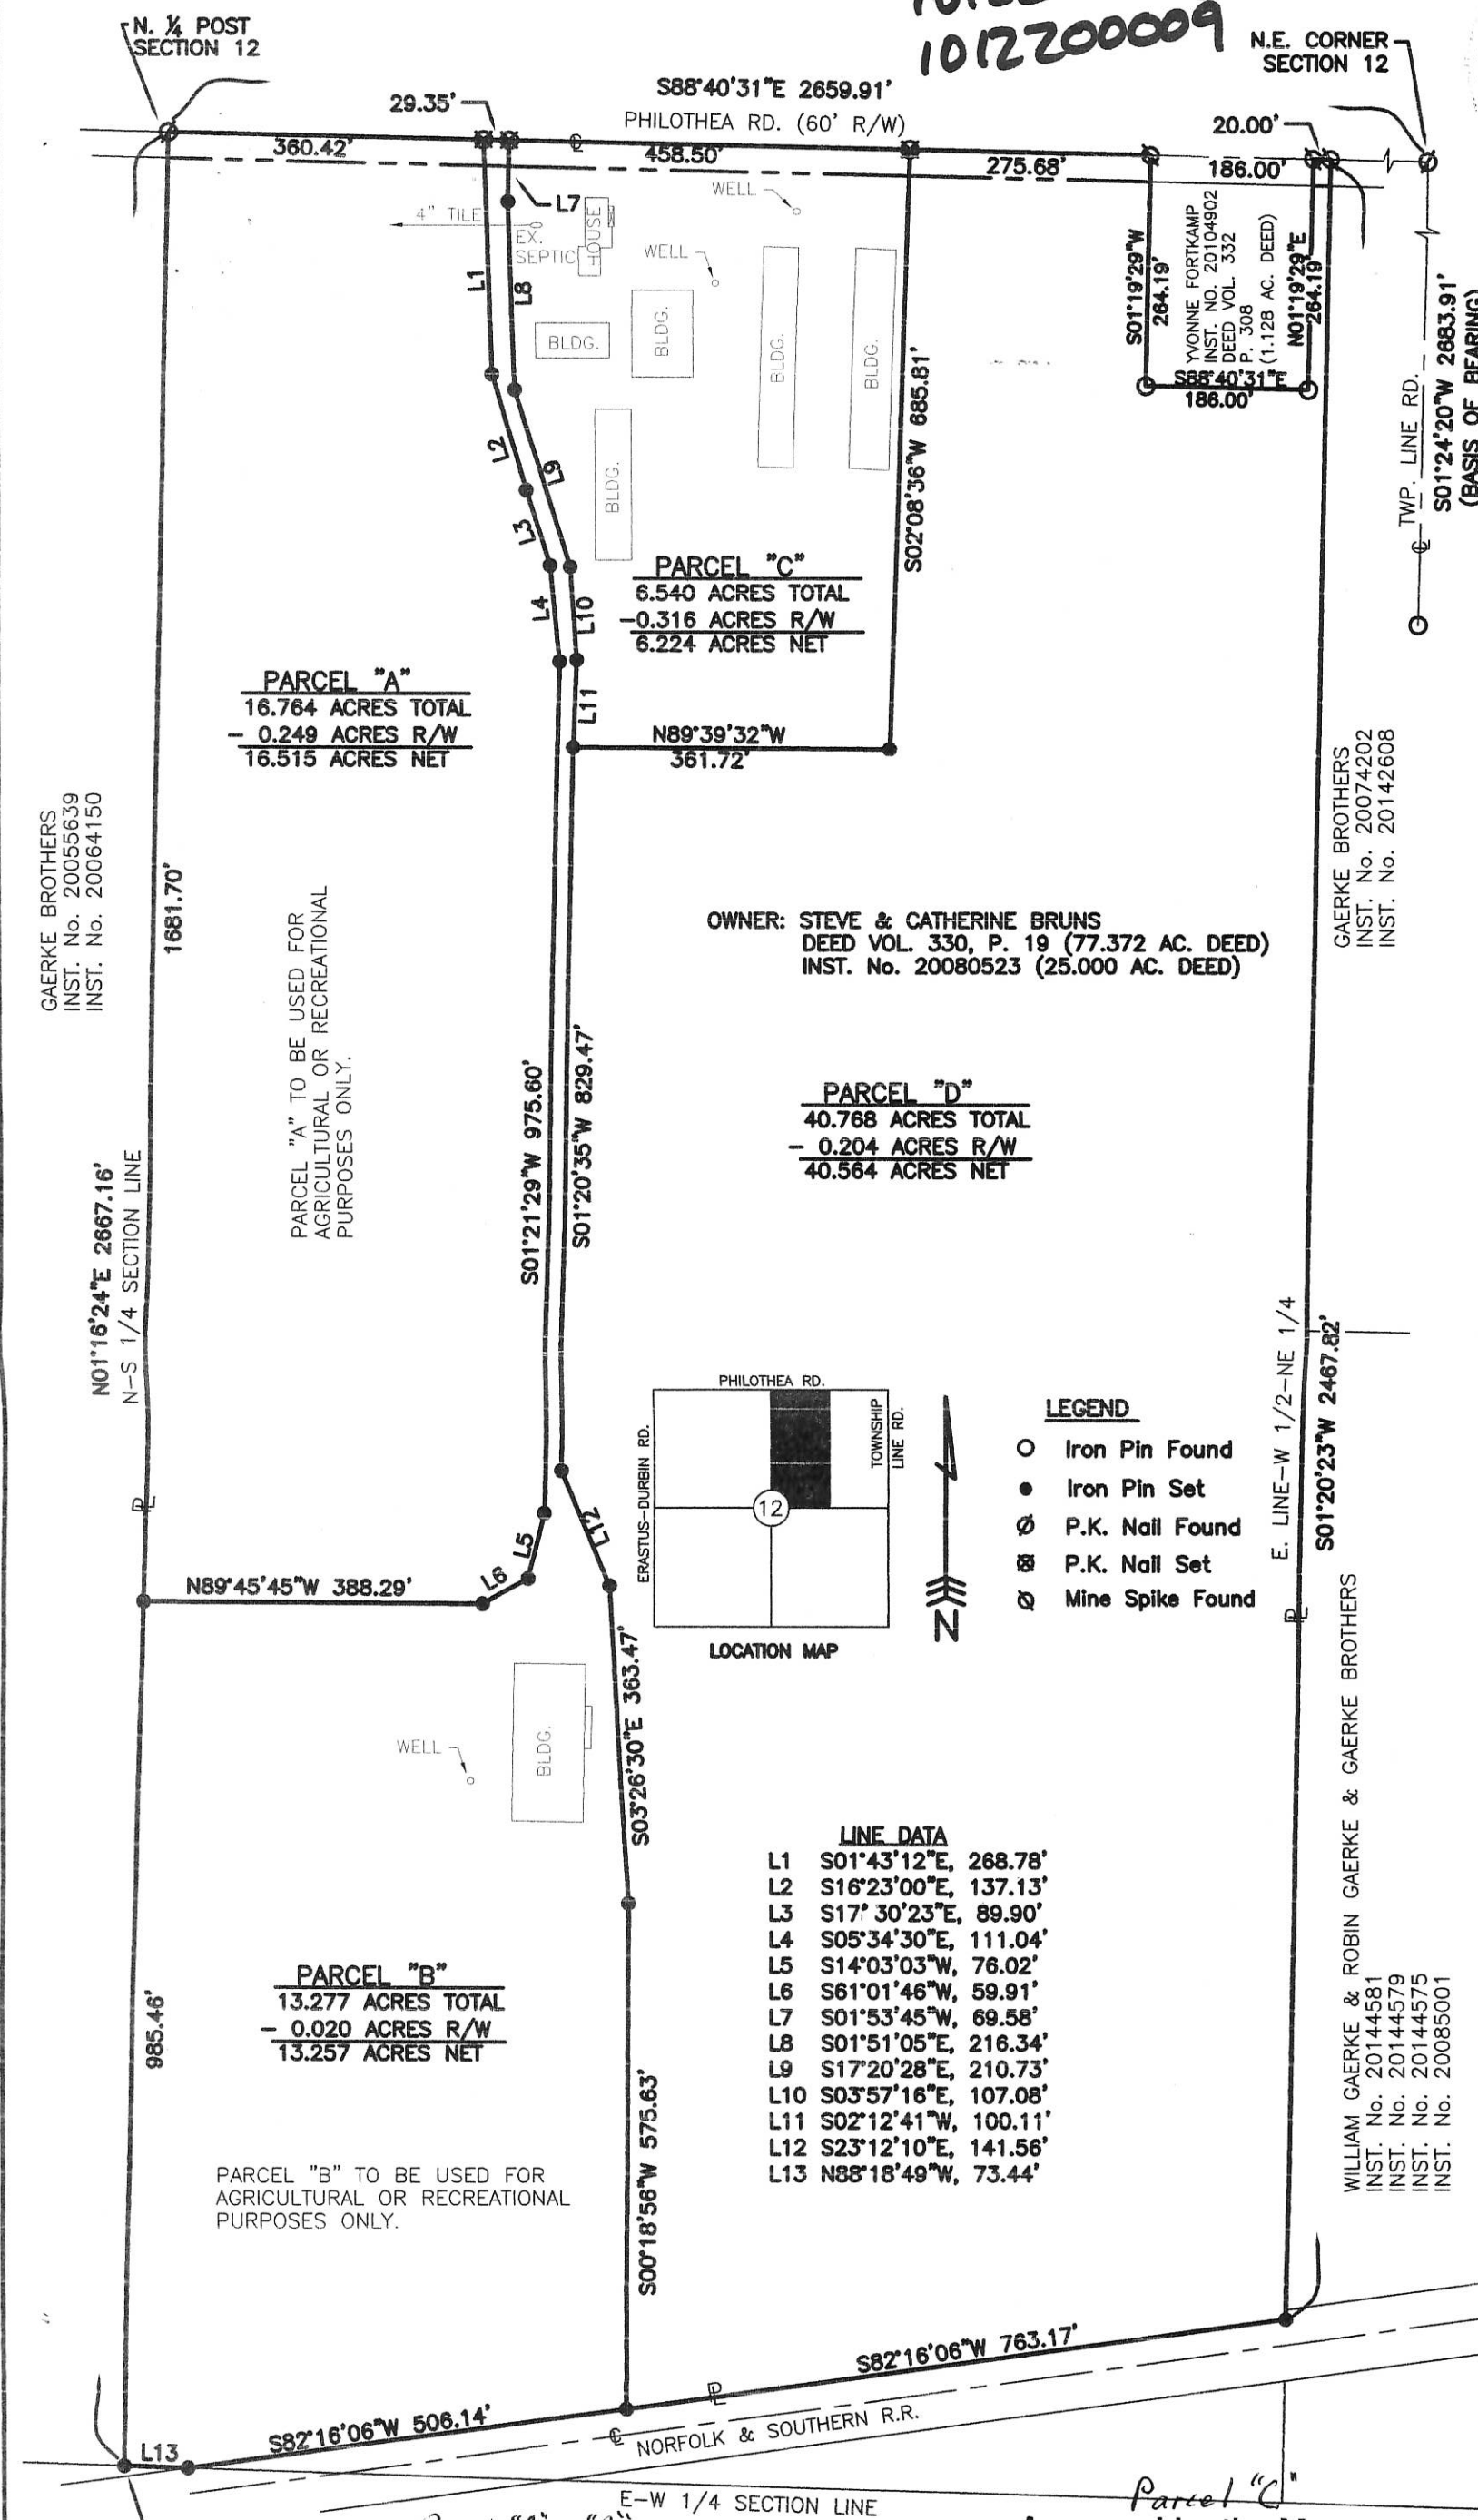 1012200009
N. ¼ POST
SECTION 12
N.E. CORNER
SECTION 12
S88°40'31"E 2659.91'
29.35'
PHILOTHEA RD. (60' R/W)
20.00'
360.42'
458.50'
275.68'
186.00'
WELL
L7
4" TILE
EX.
SEPTIC
HOUSE
WELL
L1
L8
BLDG.
BLDG.
BLDG.
BLDG.
BLDG.
S01°19'29"W
264.19'
YVONNE FORTKAMP
INST. NO. 20104902
DEED VOL. 332
P. 308
(1.128 AC. DEED)
N01°19'29"E
264.19'
S88°40'31"E
186.00'
TWP. LINE RD.
S01°24'20"W 2683.91'
(BASIS OF BEARING)
S02°08'36"W 685.81'
L2
L9
L3
L4
L10
L11
PARCEL "C"
6.540 ACRES TOTAL
-0.316 ACRES R/W
6.224 ACRES NET
PARCEL "A"
16.764 ACRES TOTAL
- 0.249 ACRES R/W
16.515 ACRES NET
N89°39'32"W
361.72'
GAERKE BROTHERS
INST. No. 20055639
INST. No. 20064150
1681.70'
GAERKE BROTHERS
INST. No. 20074202
INST. No. 20142608
OWNER: STEVE & CATHERINE BRUNS
DEED VOL. 330, P. 19 (77.372 AC. DEED)
INST. No. 20080523 (25.000 AC. DEED)
PARCEL "A" TO BE USED FOR
AGRICULTURAL OR RECREATIONAL
PURPOSES ONLY.
S01°21'29"W 975.60'
S01°20'35"W 829.47'
PARCEL "D"
40.768 ACRES TOTAL
- 0.204 ACRES R/W
40.564 ACRES NET
N01°16'24"E 2667.16'
N-S 1/4 SECTION LINE
PL
E. LINE-W 1/2-NE 1/4
S01°20'23"W 2467.82'
PL
PHILOTHEA RD.
ERASTUS-DURBIN RD.
TOWNSHIP
LINE RD.
12
LOCATION MAP
N
LEGEND
Iron Pin Found
Iron Pin Set
P.K. Nail Found
P.K. Nail Set
Mine Spike Found
L5
L12
L6
N89°45'45"W 388.29'
S03°26'30"E 363.47'
WELL
BLDG.
LINE DATA
L1 S01°43'12"E, 268.78'
L2 S16°23'00"E, 137.13'
L3 S17°30'23"E, 89.90'
L4 S05°34'30"E, 111.04'
L5 S14°03'03"W, 76.02'
L6 S61°01'46"W, 59.91'
L7 S01°53'45"W, 69.58'
L8 S01°51'05"E, 216.34'
L9 S17°20'28"E, 210.73'
L10 S03°57'16"E, 107.08'
L11 S02°12'41"W, 100.11'
L12 S23°12'10"E, 141.56'
L13 N88°18'49"W, 73.44'
PARCEL "B"
13.277 ACRES TOTAL
- 0.020 ACRES R/W
13.257 ACRES NET
985.46'
PARCEL "B" TO BE USED FOR
AGRICULTURAL OR RECREATIONAL
PURPOSES ONLY.
S00°18'56"W 575.63'
WILLIAM GAERKE & ROBIN GAERKE & GAERKE BROTHERS
INST. No. 20144581
INST. No. 20144579
INST. No. 20144575
INST. No. 20085001
S82°16'06"W 763.17'
PL
S82°16'06"W 506.14'
NORFOLK & SOUTHERN R.R.
L13
E-W 1/4 SECTION LINE
Parcel "C"